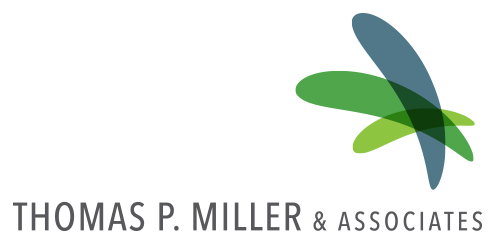 THOMAS P. MILLER & ASSOCIATES